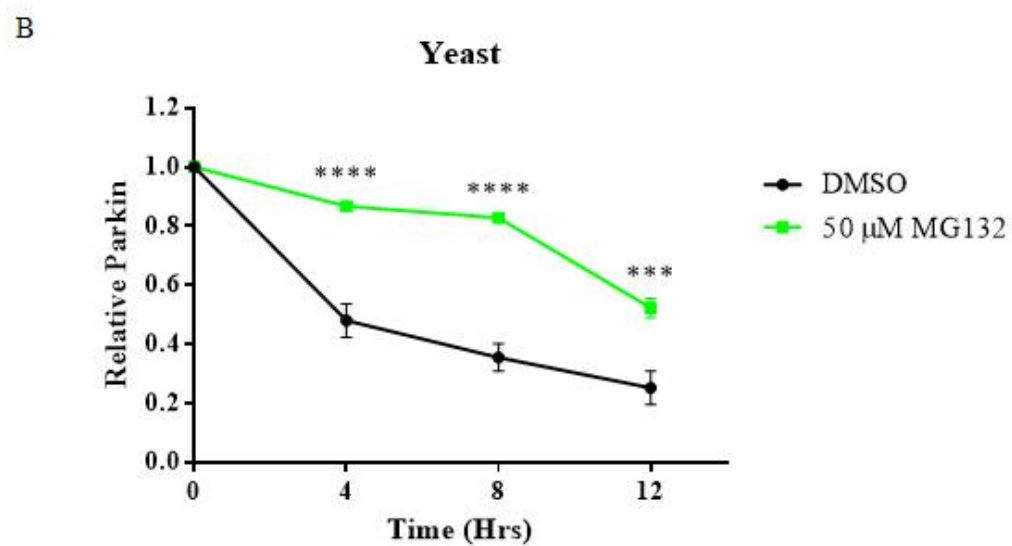 B
Yeast
Relative Parkin
1.2
1.0
0.8
0.6
0.4
0.2
0.0
****
****
***
0
4
8
12
Time (Hrs)
DMSO
50 μM MG132